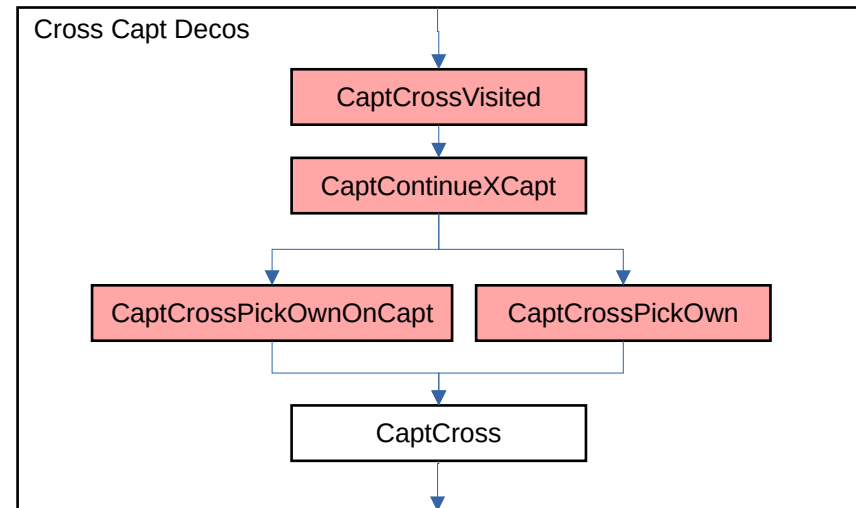 Cross Capt Decos
CaptCrossVisited
CaptContinueXCapt
CaptCrossPickOwnOnCapt
CaptCrossPickOwn
CaptCross